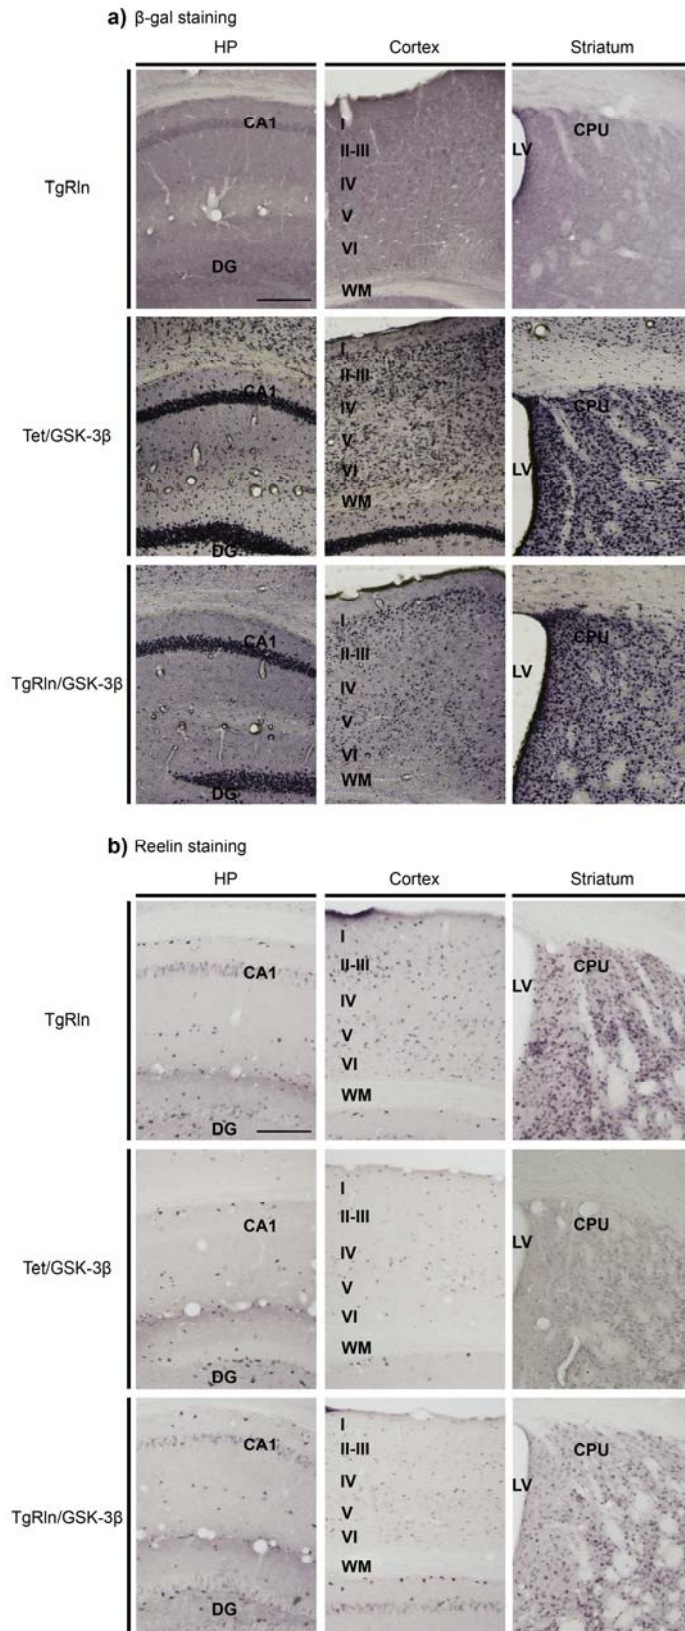 a) β-gal staining
HP Cortex Striatum
TgRln
CA1
DG
I
II-III
IV
V
VI
WM
CPU
LV
Tet/GSK-3β
CA1
DG
I
II-III
IV
V
VI
WM
CPU
LV
TgRln/GSK-3β
CA1
DG
I
II-III
IV
V
VI
WM
CPU
LV
b) Reelin staining
HP Cortex Striatum
TgRln
CA1
DG
I
II-III
IV
V
VI
WM
CPU
LV
Tet/GSK-3β
CA1
DG
I
II-III
IV
V
VI
WM
CPU
LV
TgRln/GSK-3β
CA1
DG
I
II-III
IV
V
VI
WM
CPU
LV